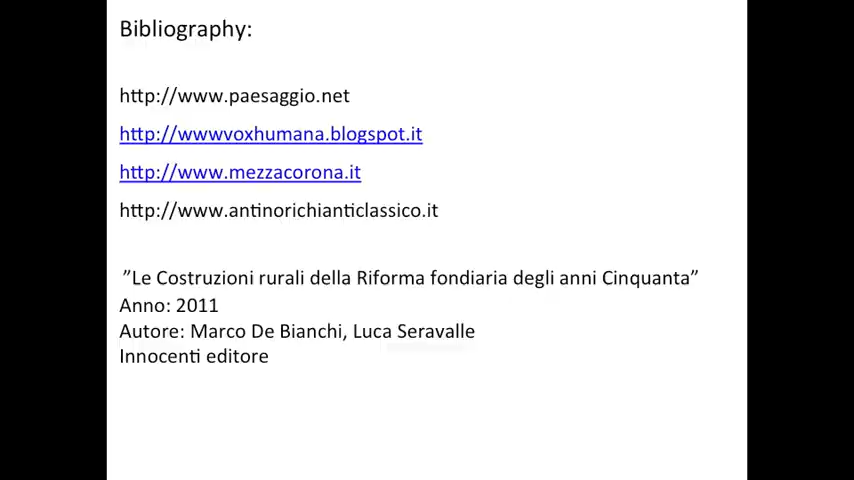 Bibliography:
http://www.paesaggio.net
http://wwwvoxhumana.blogspot.it
http://www.mezzacorona.it
http://www.antinorichianticlassico.it
”Le Costruzioni rurali della Riforma fondiaria degli anni Cinquanta”
Anno: 2011
Autore: Marco De Bianchi, Luca Seravalle
Innocenti editore